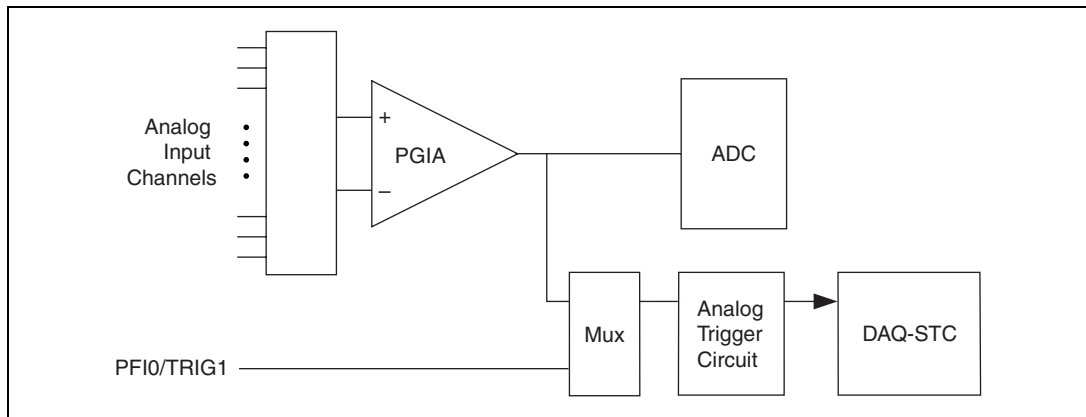 Analog
Input
Channels
+
PGIA
–
ADC
Mux
Analog
Trigger
Circuit
DAQ-STC
PFI0/TRIG1